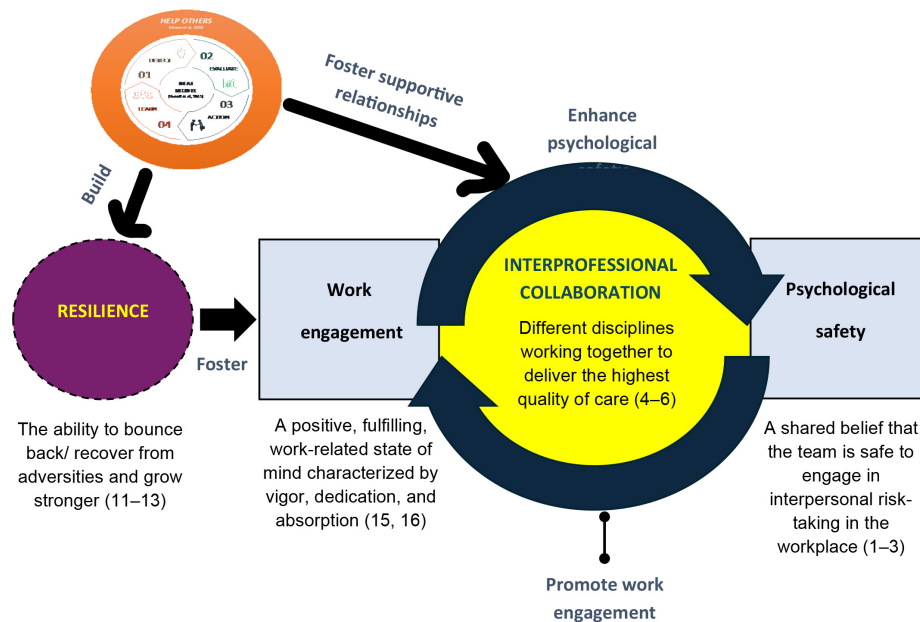 HELP OTHERS
02
EVALUATE
01
03
ACTION
LEARN
04
Foster supportive
relationships
Enhance
psychological
Build
RESILIENCE
Foster
Work
engagement
INTERPROFESSIONAL
COLLABORATION
Different disciplines
working together to
deliver the highest
quality of care (4–6)
Psychological
safety
The ability to bounce
back/ recover from
adversities and grow
stronger (11–13)
A positive, fulfilling,
work-related state of
mind characterized by
vigor, dedication, and
absorption (15, 16)
A shared belief that
the team is safe to
engage in
interpersonal risk-
taking in the
workplace (1–3)
Promote work
engagement